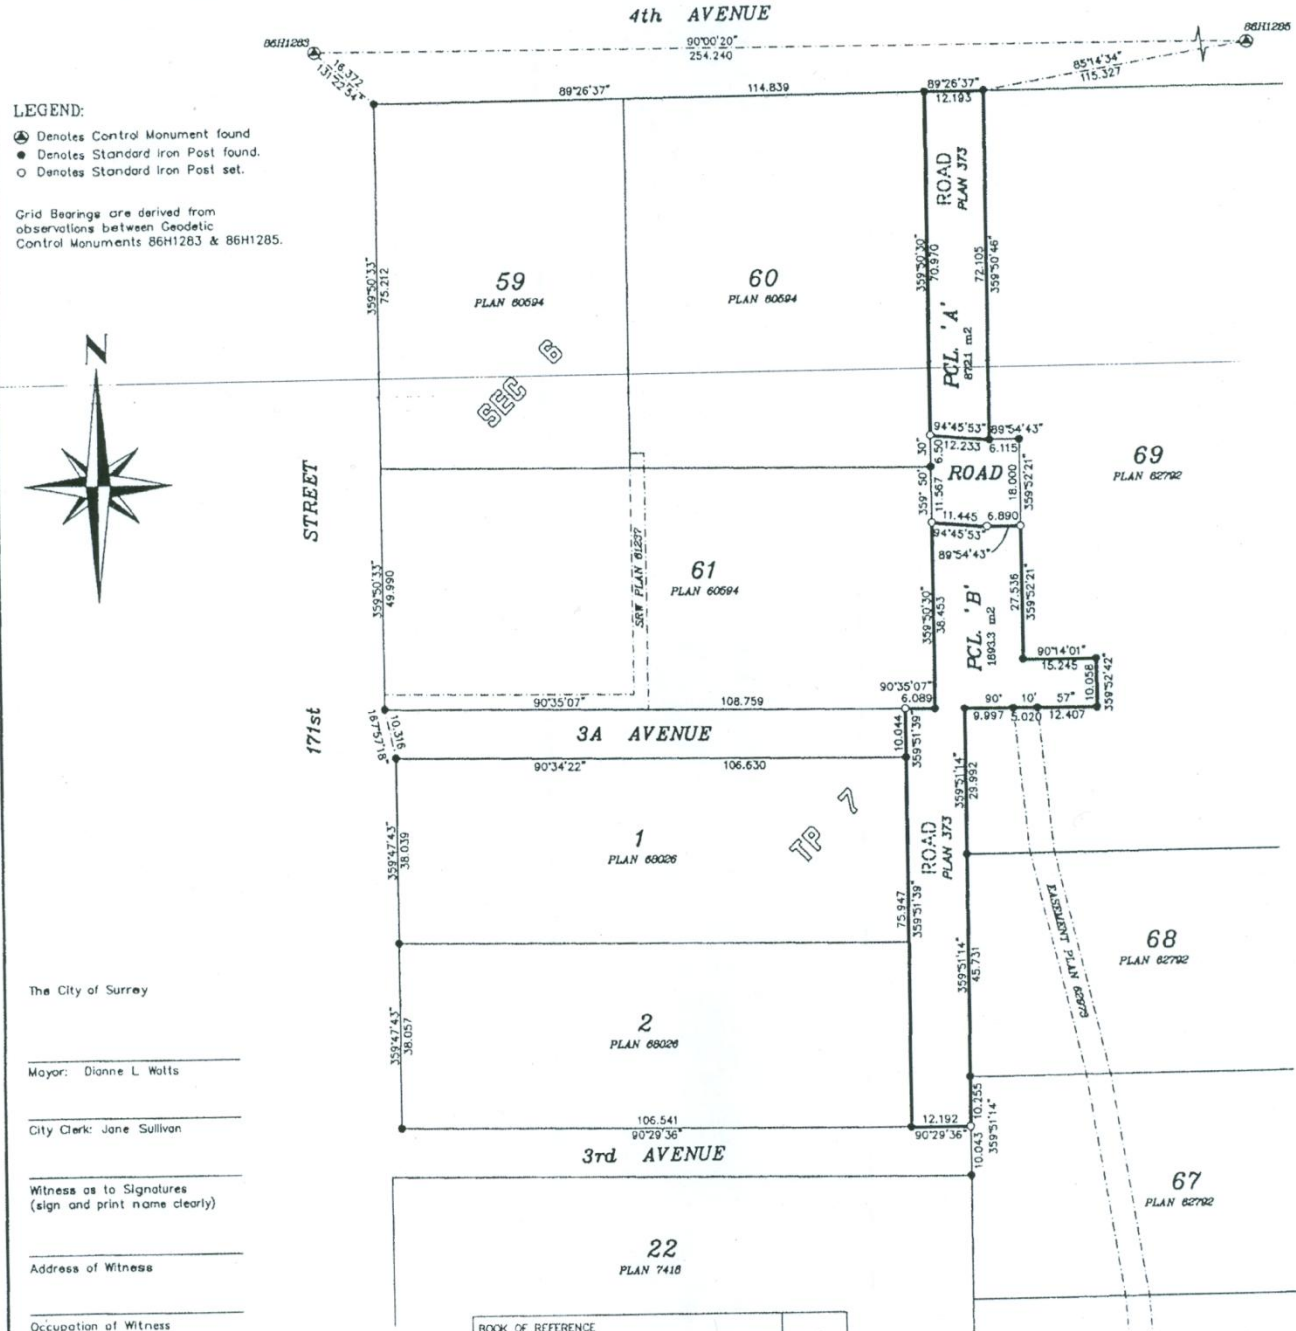 4th AVENUE
86H1283
90°00'20"
254.240
86H1285
16.372
131°22'54"
85°14'34"
115.327
89°26'37"
114.839
89°26'37"
12.193
LEGEND:
Denotes Control Monument found
Denotes Standard Iron Post found.
Denotes Standard Iron Post set.
Grid Bearings are derived from
observations between Geodetic
Control Monuments 86H1283 & 86H1285.
N
359°50'33"
75.212
59
PLAN 60594
60
PLAN 60594
SEC 6
ROAD
PLAN 373
359°50'30"
70.970
72.105
359°50'46"
PCL. 'A'
872.1 m2
94°45'53"
12.233
89°54'43"
6.115
359° 50' 30"
6.50
11.567
ROAD
18.000
359°52'21"
69
PLAN 62792
11.445
6.890
94°45'53"
89°54'43"
STREET
171st
359°50'33"
49.990
SRW PLAN 61237
61
PLAN 60594
359°50'30"
38.453
PCL. 'B'
1893.3 m2
27.536
359°52'21"
90°14'01"
15.245
10.058
359°52'42"
90°35'07"
108.759
90°35'07"
6.089
90° 10' 57"
9.997
5.020
12.407
10.316
167°57'18"
3A AVENUE
10.044
359°51'39"
90°34'22"
106.630
359°51'14"
29.992
TP 7
359°47'43"
38.039
1
PLAN 68026
ROAD
PLAN 373
75.947
359°51'39"
EASEMENT PLAN 62973
68
PLAN 62792
359°51'14"
45.731
The City of Surrey
359°47'43"
38.057
2
PLAN 68026
Mayor: Dianne L Watts
City Clerk: Jane Sullivan
106.541
90°29'36"
12.192
90°29'36"
10.255
359°51'14"
10.043
3rd AVENUE
67
PLAN 62792
Witness as to Signatures
(sign and print name clearly)
22
PLAN 7418
Address of Witness
Occupation of Witness
BOOK OF REFERENCE